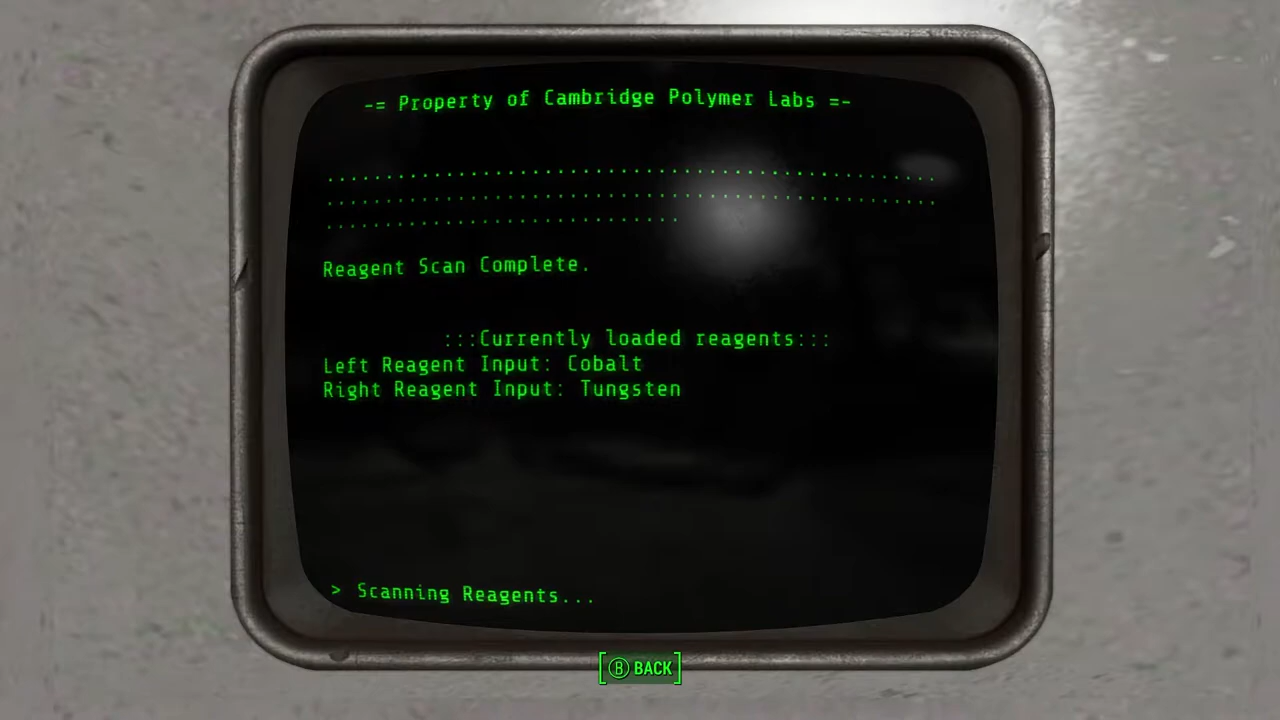 -= Property of Cambridge Polymer Labs =-
..................................................
..................................................
.............................
Reagent Scan Complete.
:::Currently loaded reagents:::
Left Reagent Input: Cobalt
Right Reagent Input: Tungsten
> Scanning Reagents...
[Ⓑ BACK]